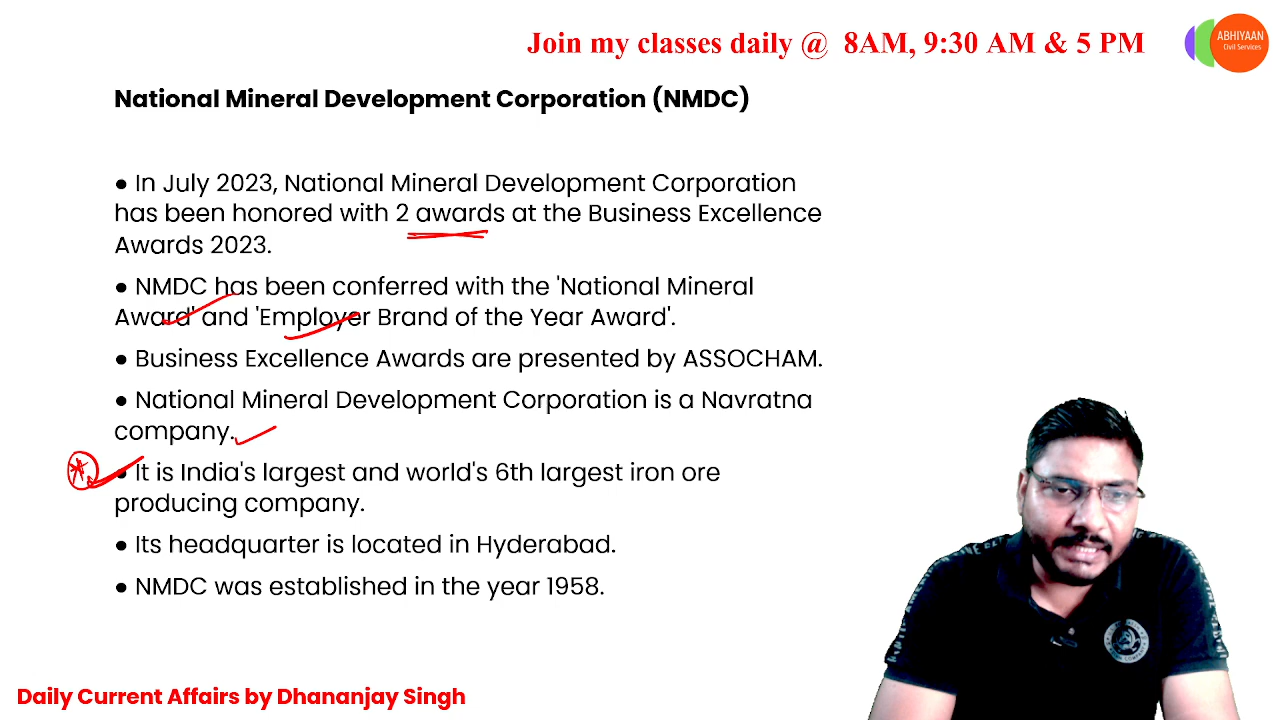 Join my classes daily @ 8AM, 9:30 AM & 5 PM
ABHIYAAN
Civil Services
National Mineral Development Corporation (NMDC)
● In July 2023, National Mineral Development Corporation
has been honored with 2 awards at the Business Excellence
Awards 2023.
● NMDC has been conferred with the 'National Mineral
Award' and 'Employer Brand of the Year Award'.
● Business Excellence Awards are presented by ASSOCHAM.
● National Mineral Development Corporation is a Navratna
company.
● It is India's largest and world's 6th largest iron ore
producing company.
● Its headquarter is located in Hyderabad.
● NMDC was established in the year 1958.
Daily Current Affairs by Dhananjay Singh